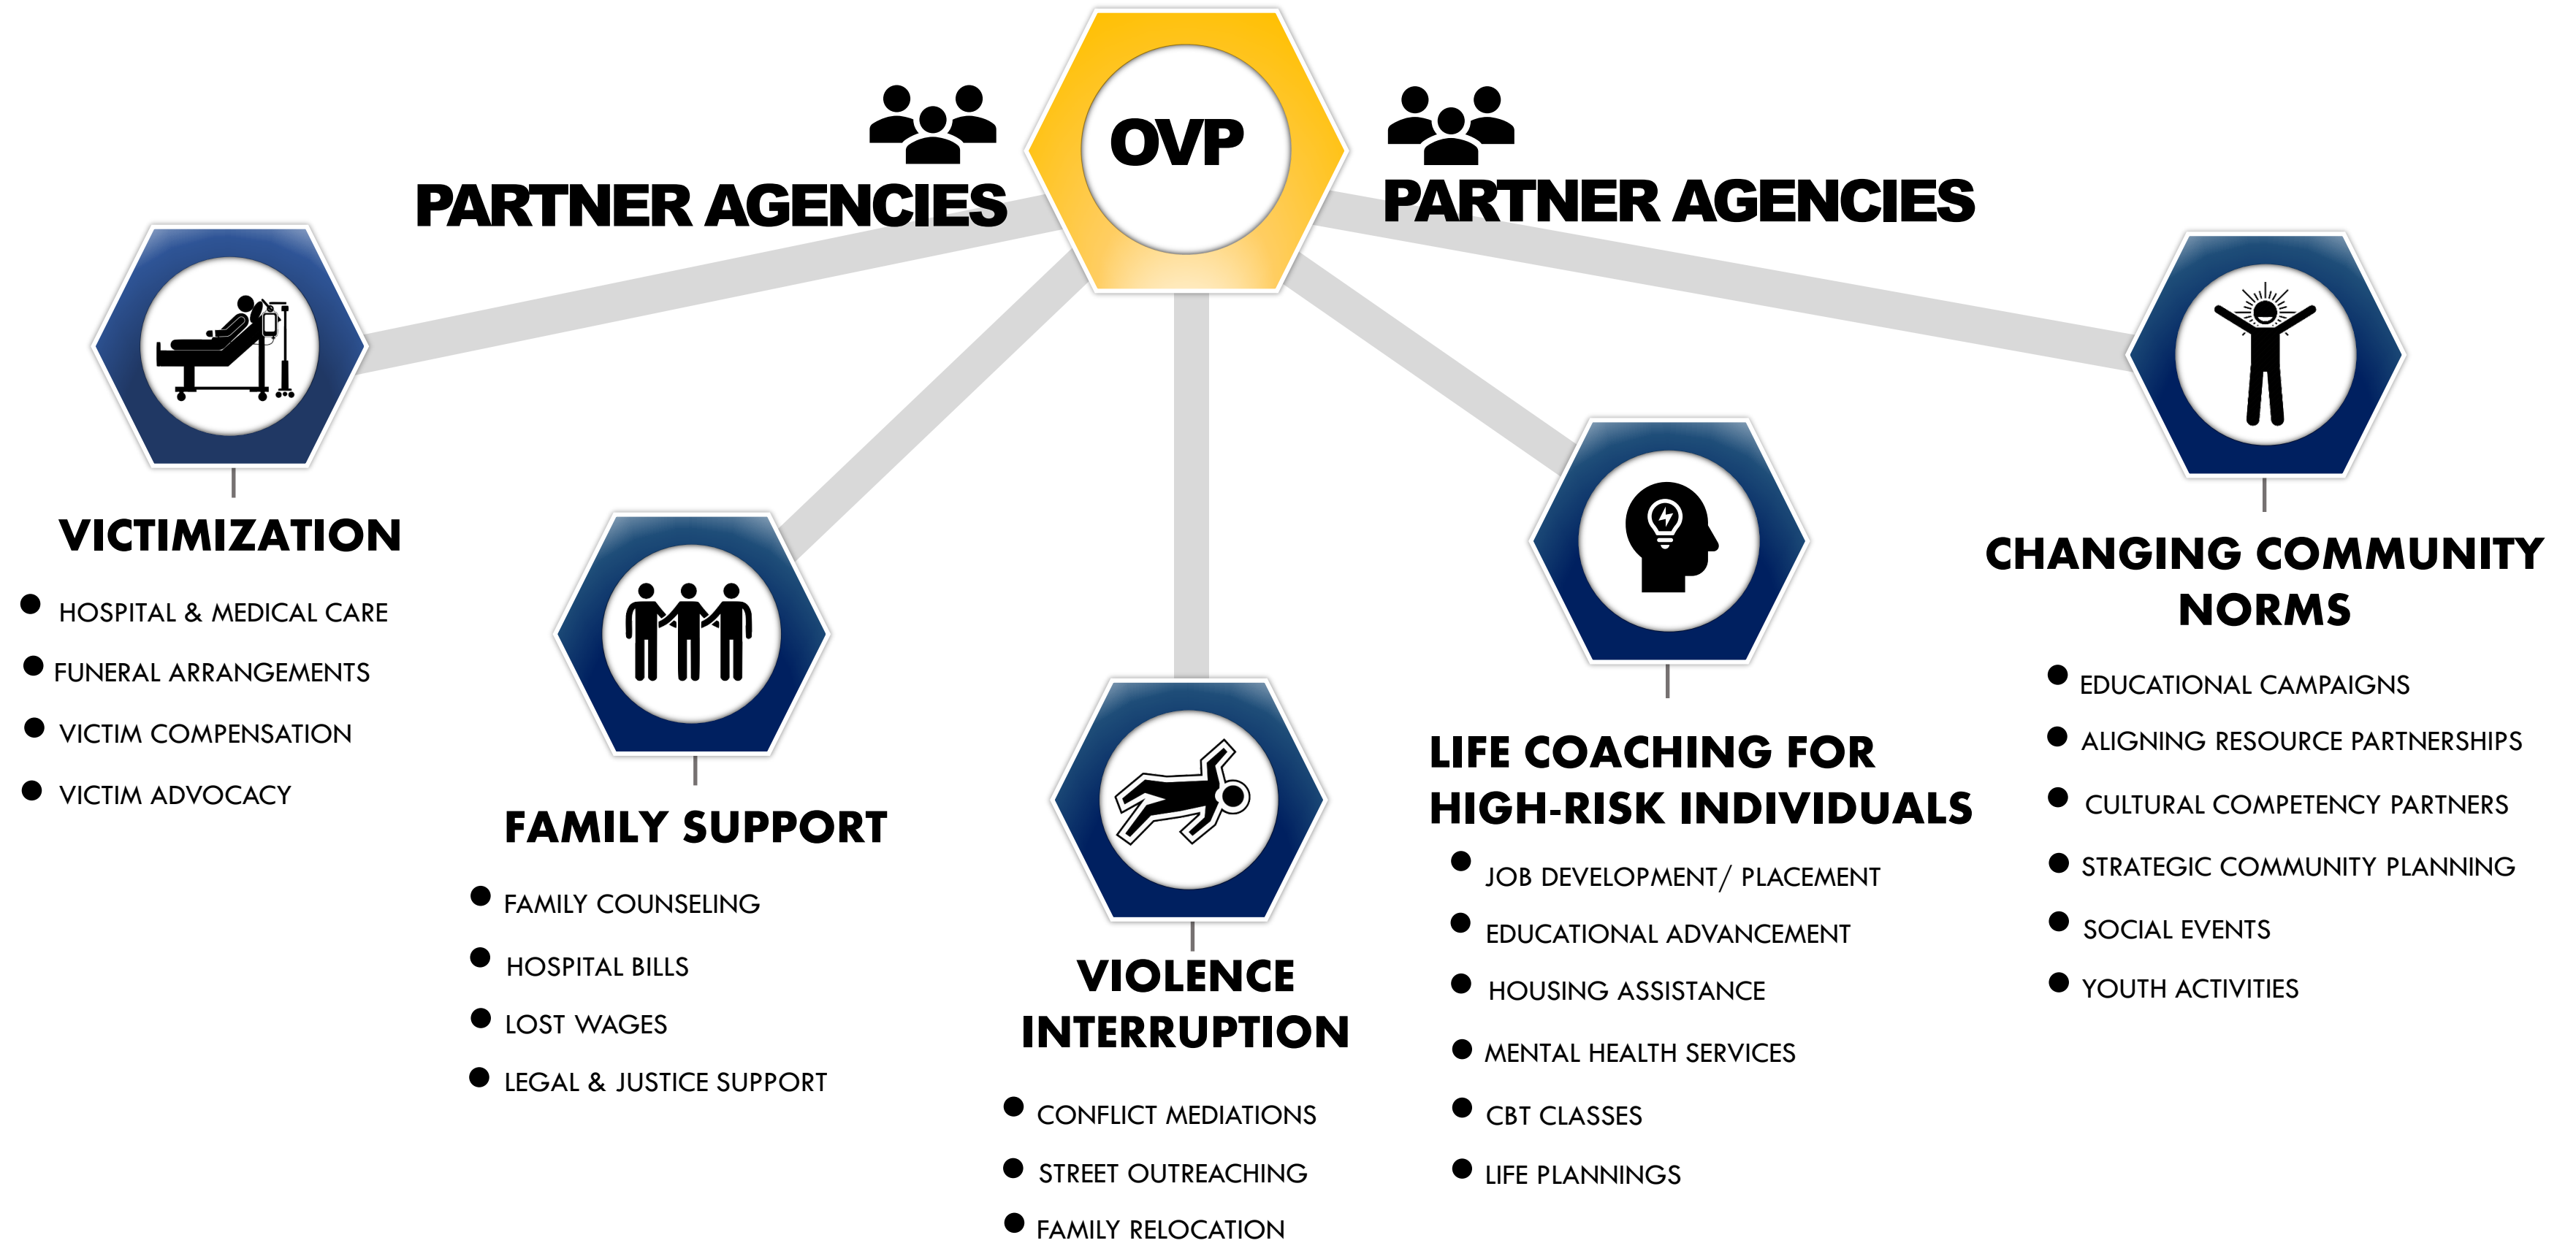 OVP
PARTNER AGENCIES
PARTNER AGENCIES
VICTIMIZATION
HOSPITAL & MEDICAL CARE
FUNERAL ARRANGEMENTS
VICTIM COMPENSATION
VICTIM ADVOCACY
FAMILY SUPPORT
FAMILY COUNSELING
HOSPITAL BILLS
LOST WAGES
LEGAL & JUSTICE SUPPORT
VIOLENCE
INTERRUPTION
CONFLICT MEDIATIONS
STREET OUTREACHING
FAMILY RELOCATION
LIFE COACHING FOR
HIGH-RISK INDIVIDUALS
JOB DEVELOPMENT/ PLACEMENT
EDUCATIONAL ADVANCEMENT
HOUSING ASSISTANCE
MENTAL HEALTH SERVICES
CBT CLASSES
LIFE PLANNINGS
CHANGING COMMUNITY
NORMS
EDUCATIONAL CAMPAIGNS
ALIGNING RESOURCE PARTNERSHIPS
CULTURAL COMPETENCY PARTNERS
STRATEGIC COMMUNITY PLANNING
SOCIAL EVENTS
YOUTH ACTIVITIES